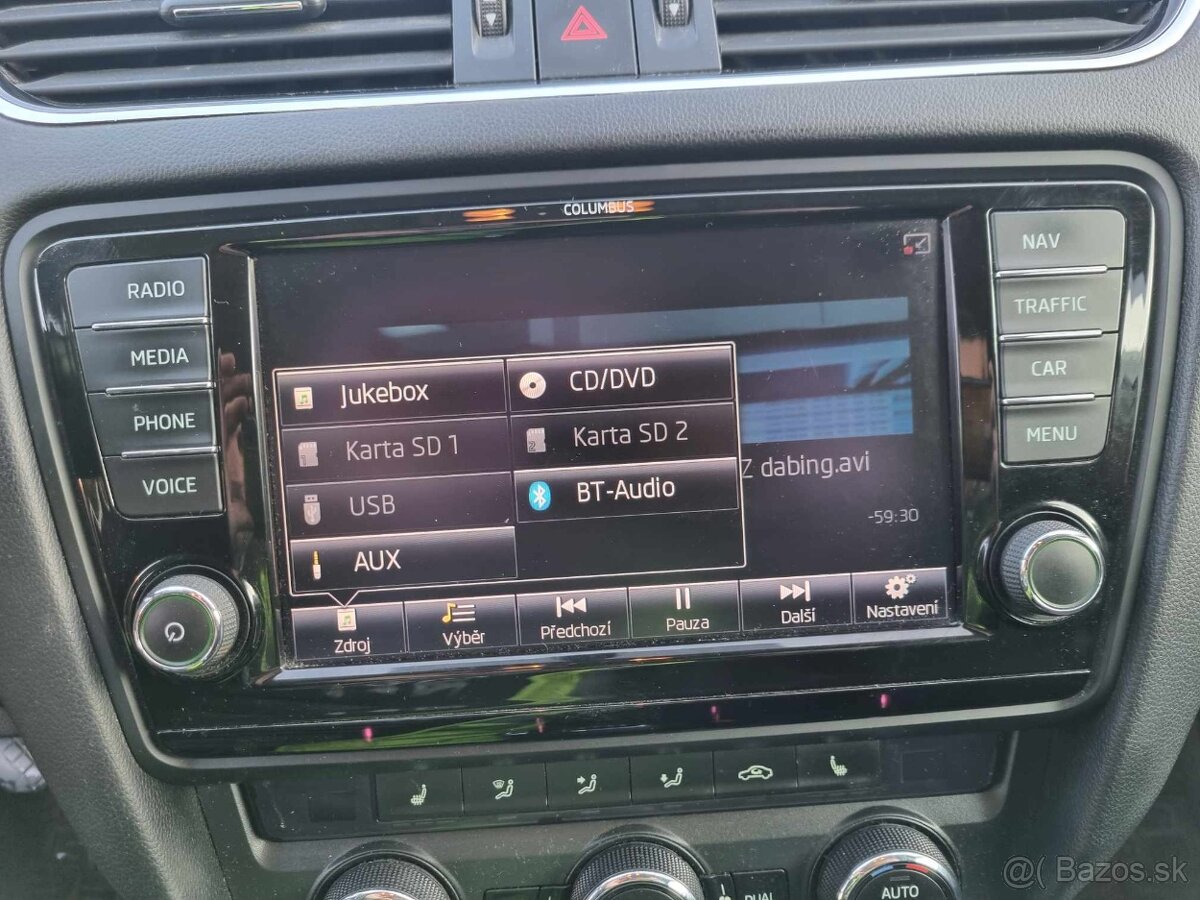 COLUMBUS
RADIO
MEDIA
PHONE
VOICE
NAV
TRAFFIC
CAR
MENU
Jukebox
CD/DVD
Karta SD 1
2
Karta SD 2
USB
BT-Audio
AUX
Z dabing.avi
-59:30
Zdroj
Výběr
Předchozí
Pauza
Další
Nastavení
DUAL
AUTO
@( Bazos.sk